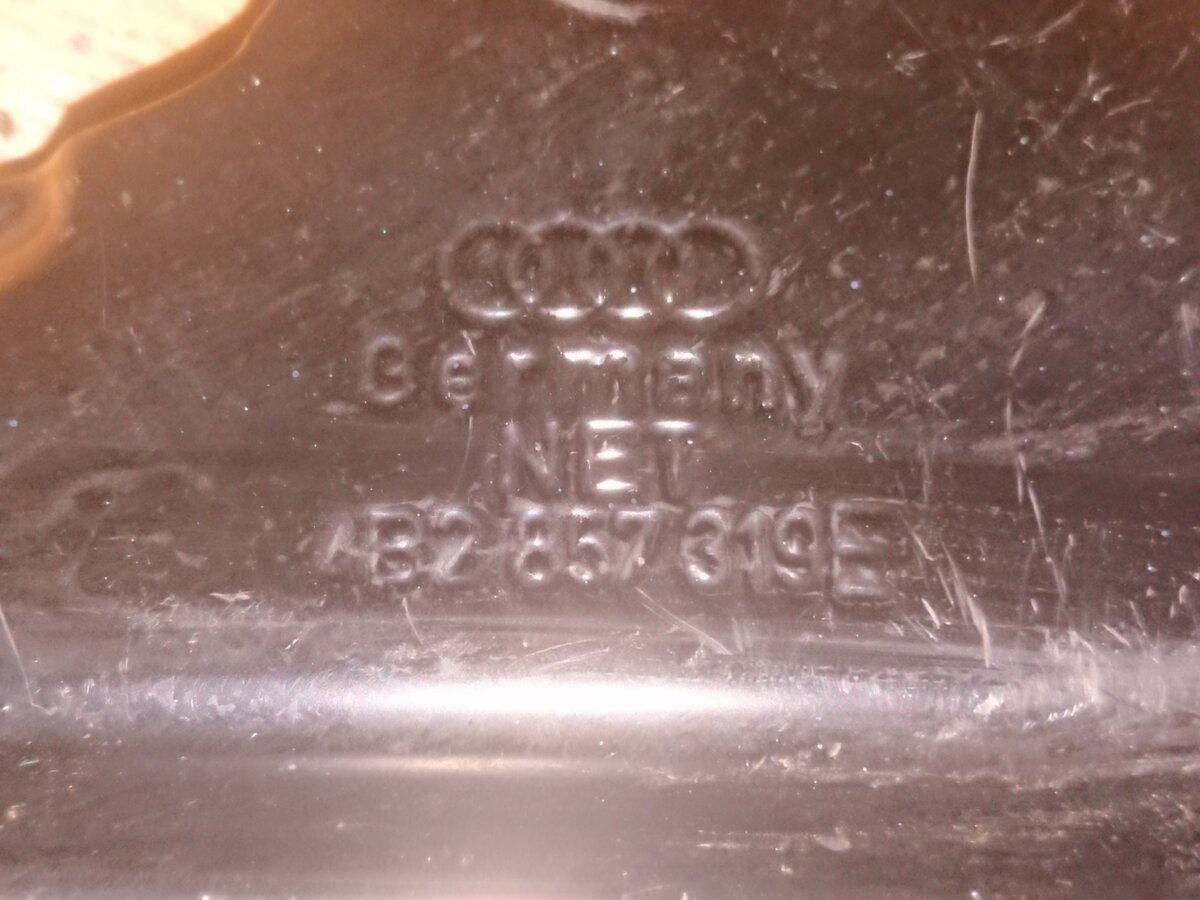 Germany
NET
B2 857 319E